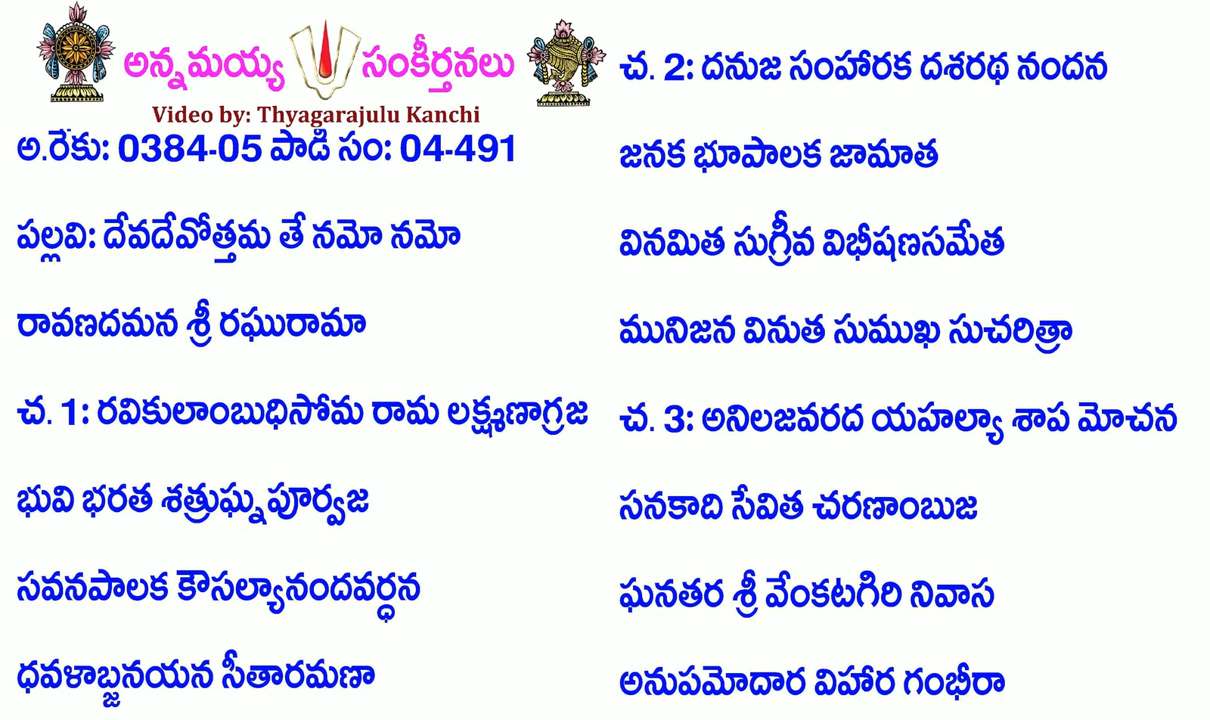 అన్నమయ్య సంకీర్తనలు
Video by: Thyagarajulu Kanchi
అ.రేకు: 0384-05 పాడి సం: 04-491
పల్లవి: దేవదేవోత్తమ తే నమో నమో
రావణదమన శ్రీ రఘురామా
చ. 1: రవికులాంబుధిసోమ రామ లక్ష్మణాగ్రజ
భువి భరత శత్రుఘ్నపూర్వజ
సవనపాలక కౌసల్యానందవర్ధన
ధవళాబ్జనయన సీతారమణా
చ. 2: దనుజ సంహారక దశరథ నందన
జనక భూపాలక జామాత
వినమిత సుగ్రీవ విభీషణసమేత
మునిజన వినుత సుముఖ సుచరిత్రా
చ. 3: అనిలజవరద యహల్యా శాప మోచన
సనకాది సేవిత చరణాంబుజ
ఘనతర శ్రీ వేంకటగిరి నివాస
అనుపమోదార విహార గంభీరా